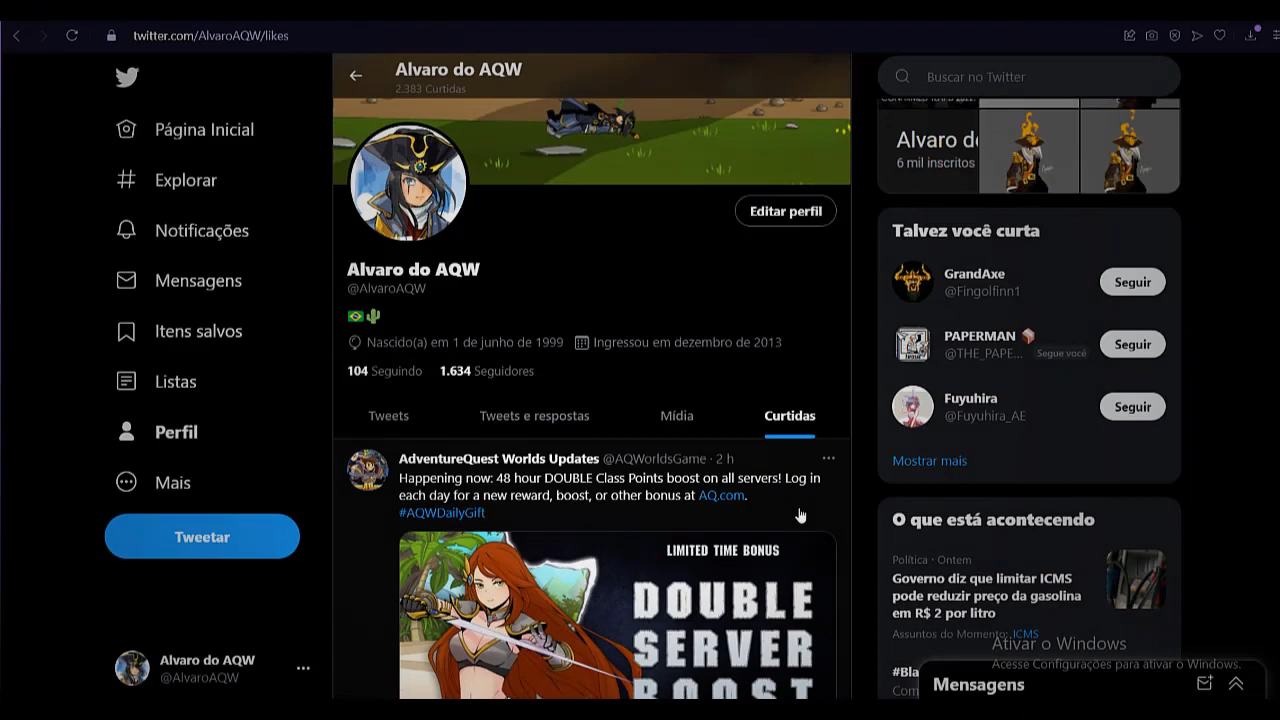 twitter.com/AlvaroAQW/likes
Página Inicial
Explorar
Notificações
Mensagens
Itens salvos
Listas
Perfil
Mais
Tweetar
Alvaro do AQW
@AlvaroAQW
Alvaro do AQW
2.383 Curtidas
Editar perfil
Alvaro do AQW
@AlvaroAQW
Nascido(a) em 1 de junho de 1999 Ingressou em dezembro de 2013
104 Seguindo 1.634 Seguidores
Tweets Tweets e respostas Mídia Curtidas
AdventureQuest Worlds Updates @AQWorldsGame · 2 h
Happening now: 48 hour DOUBLE Class Points boost on all servers! Log in
each day for a new reward, boost, or other bonus at AQ.com.
#AQWDailyGift
LIMITED TIME BONUS
DOUBLE
SERVER
BOOST
Buscar no Twitter
Alvaro d
6 mil inscritos
Talvez você curta
GrandAxe
@Fingolfinn1
Seguir
PAPERMAN
@THE_PAPE... Segue você
Seguir
Fuyuhira
@Fuyuhira_AE
Seguir
Mostrar mais
O que está acontecendo
Política · Ontem
Governo diz que limitar ICMS
pode reduzir preço da gasolina
em R$ 2 por litro
Assuntos do Momento: ICMS
Ativar o Windows
Acesse Configurações para ativar o Windows.
#Bla
Com
Mensagens